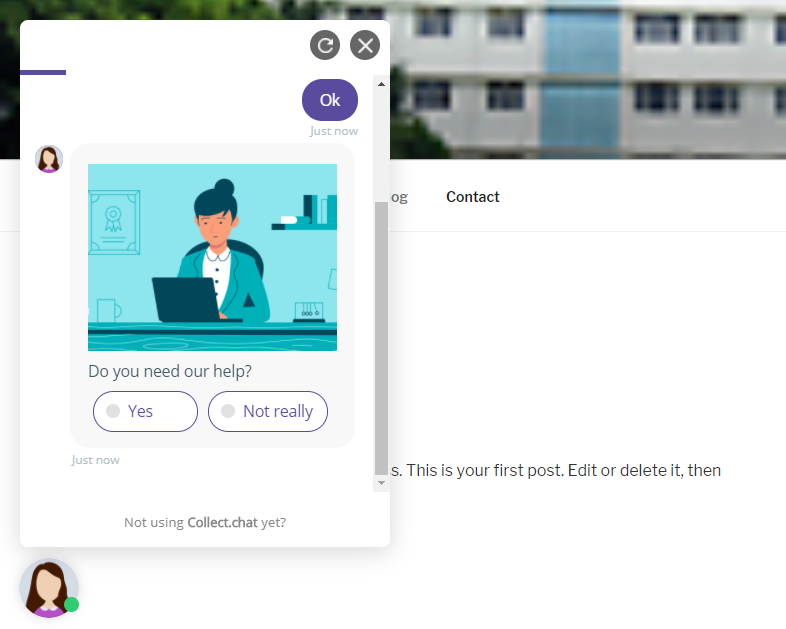 Ok
Just now
og
Contact
Do you need our help?
Yes
Not really
Just now
s. This is your first post. Edit or delete it, then
Not using Collect.chat yet?